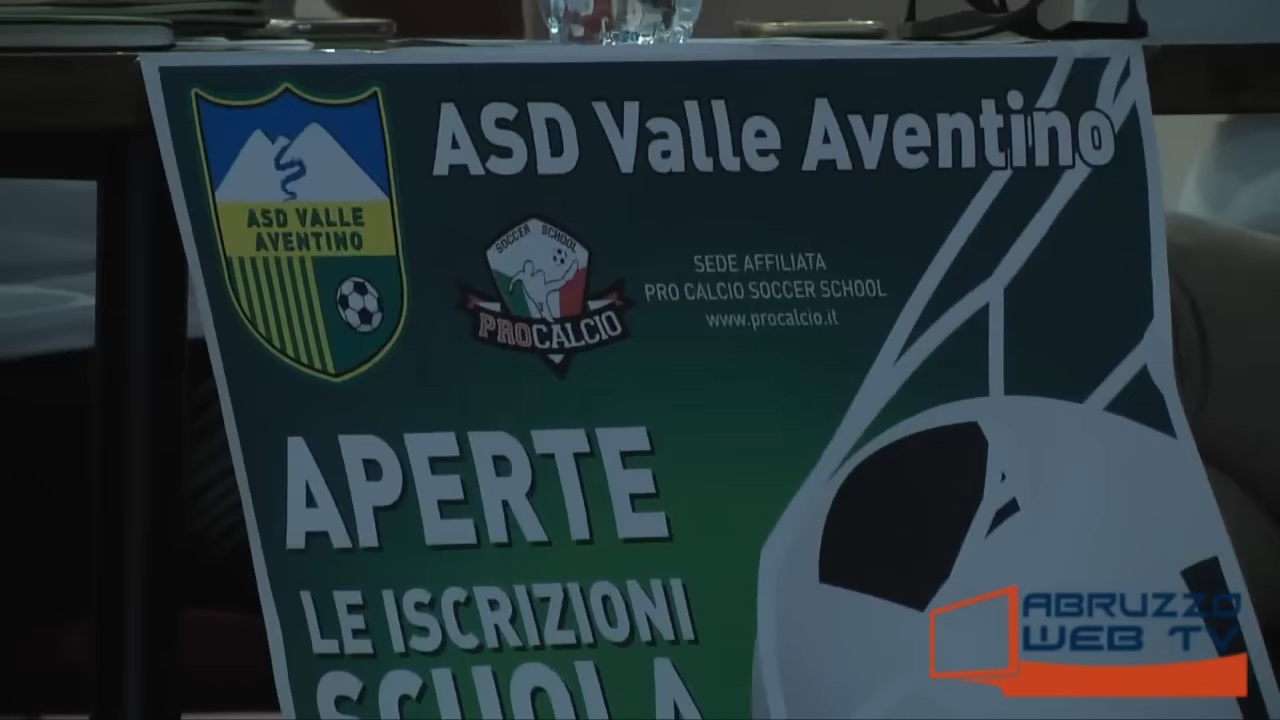 ASD Valle Aventino
ASD VALLE
AVENTINO
SOCCER SCHOOL
PROCALCIO
SEDE AFFILIATA
PRO CALCIO SOCCER SCHOOL
www.procalcio.it
APERTE
LE ISCRIZIONI
SCUOLA
ABRUZZO
WEB TV